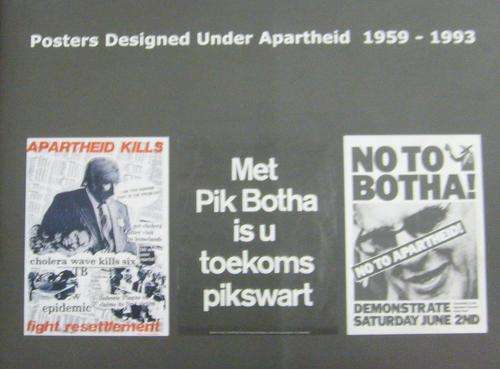 Posters Designed Under Apartheid 1959 - 1993
APARTHEID KILLS
cholera wave kills six
TB
epidemic
fight resettlement
Met
Pik Botha
is u
toekoms
pikswart
NO TO
BOTHA!
NO TO APARTHEID!
DEMONSTRATE
SATURDAY JUNE 2ND